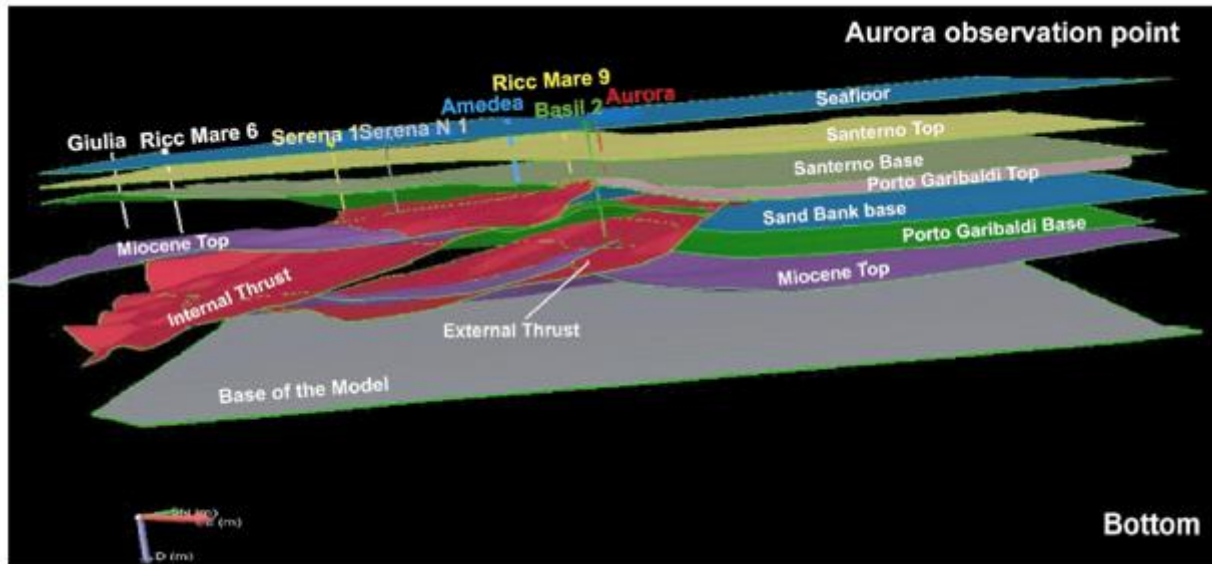 Aurora observation point
Ricc Mare 9
Amedea
Basil 2
Aurora
Seafloor
Giulia
Ricc Mare 6
Serena 1
Serena N 1
Santerno Top
Santerno Base
Porto Garibaldi Top
Sand Bank base
Miocene Top
Porto Garibaldi Base
Miocene Top
Internal Thrust
External Thrust
Base of the Model
Bottom
D (m)